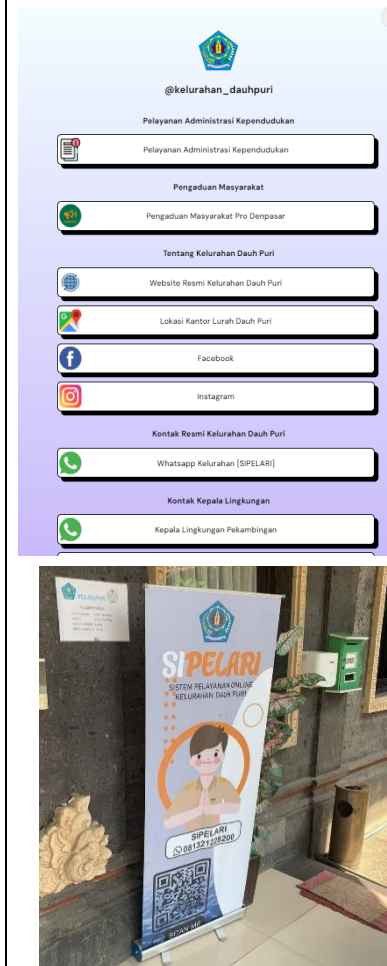 @kelurahan_dauhpuri
Pelayanan Administrasi Kependudukan
Pelayanan Administrasi Kependudukan
Pengaduan Masyarakat
Pengaduan Masyarakat Pro Denpasar
Tentang Kelurahan Dauh Puri
Website Resmi Kelurahan Dauh Puri
Lokasi Kantor Lurah Dauh Puri
Facebook
Instagram
Kontak Resmi Kelurahan Dauh Puri
Whatsapp Kelurahan [SIPELARI]
Kontak Kepala Lingkungan
Kepala Lingkungan Pekambingan
SIPELARI
SISTEM PELAYANAN ONLINE
KELURAHAN DAUH PURI
SIPELARI
081321228200
SCAN ME